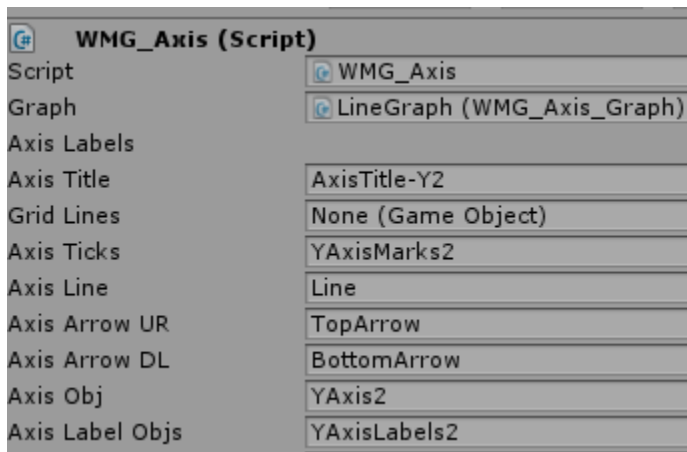 WMG_Axis (Script)
Script WMG_Axis
Graph LineGraph (WMG_Axis_Graph)
Axis Labels
Axis Title AxisTitle-Y2
Grid Lines None (Game Object)
Axis Ticks YAxisMarks2
Axis Line Line
Axis Arrow UR TopArrow
Axis Arrow DL BottomArrow
Axis Obj YAxis2
Axis Label Objs YAxisLabels2